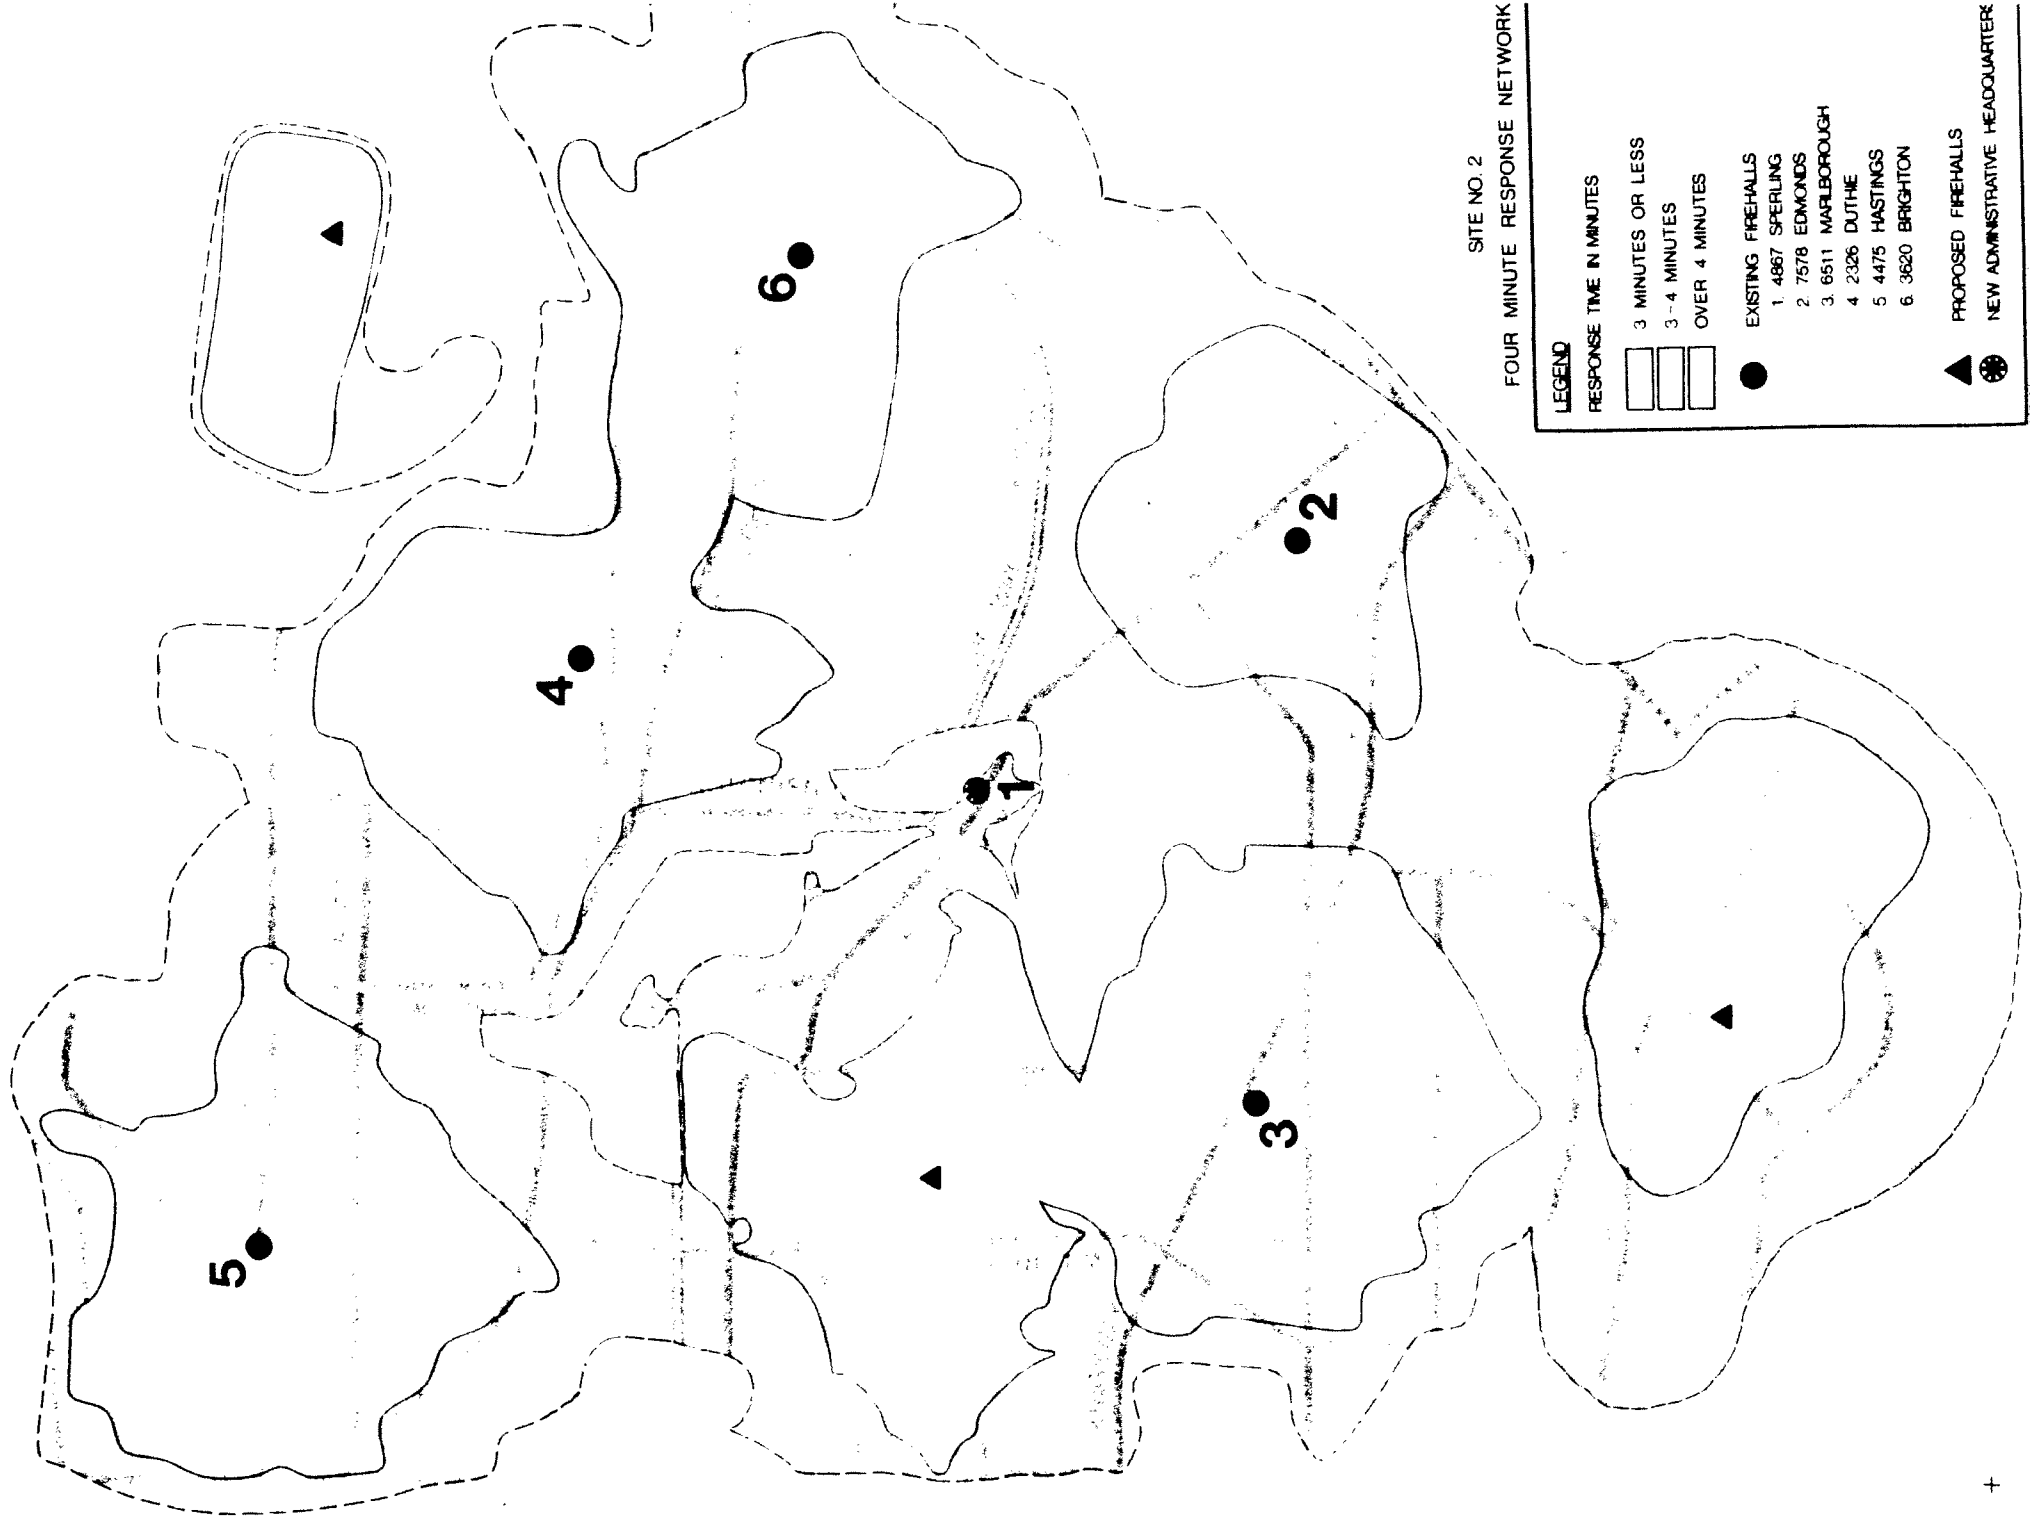 SITE NO. 2
FOUR MINUTE RESPONSE NETWORK
LEGEND
RESPONSE TIME IN MINUTES
3 MINUTES OR LESS
3-4 MINUTES
OVER 4 MINUTES
EXISTING FIREHALLS
1. 4867 SPERLING
2. 7578 EDMONDS
3. 6511 MARLBOROUGH
4 2326 DUTHIE
5 4475 HASTINGS
6. 3620 BRIGHTON
PROPOSED FIREHALLS
NEW ADMINISTRATIVE HEADQUARTERS
5
4
6
1
3
2